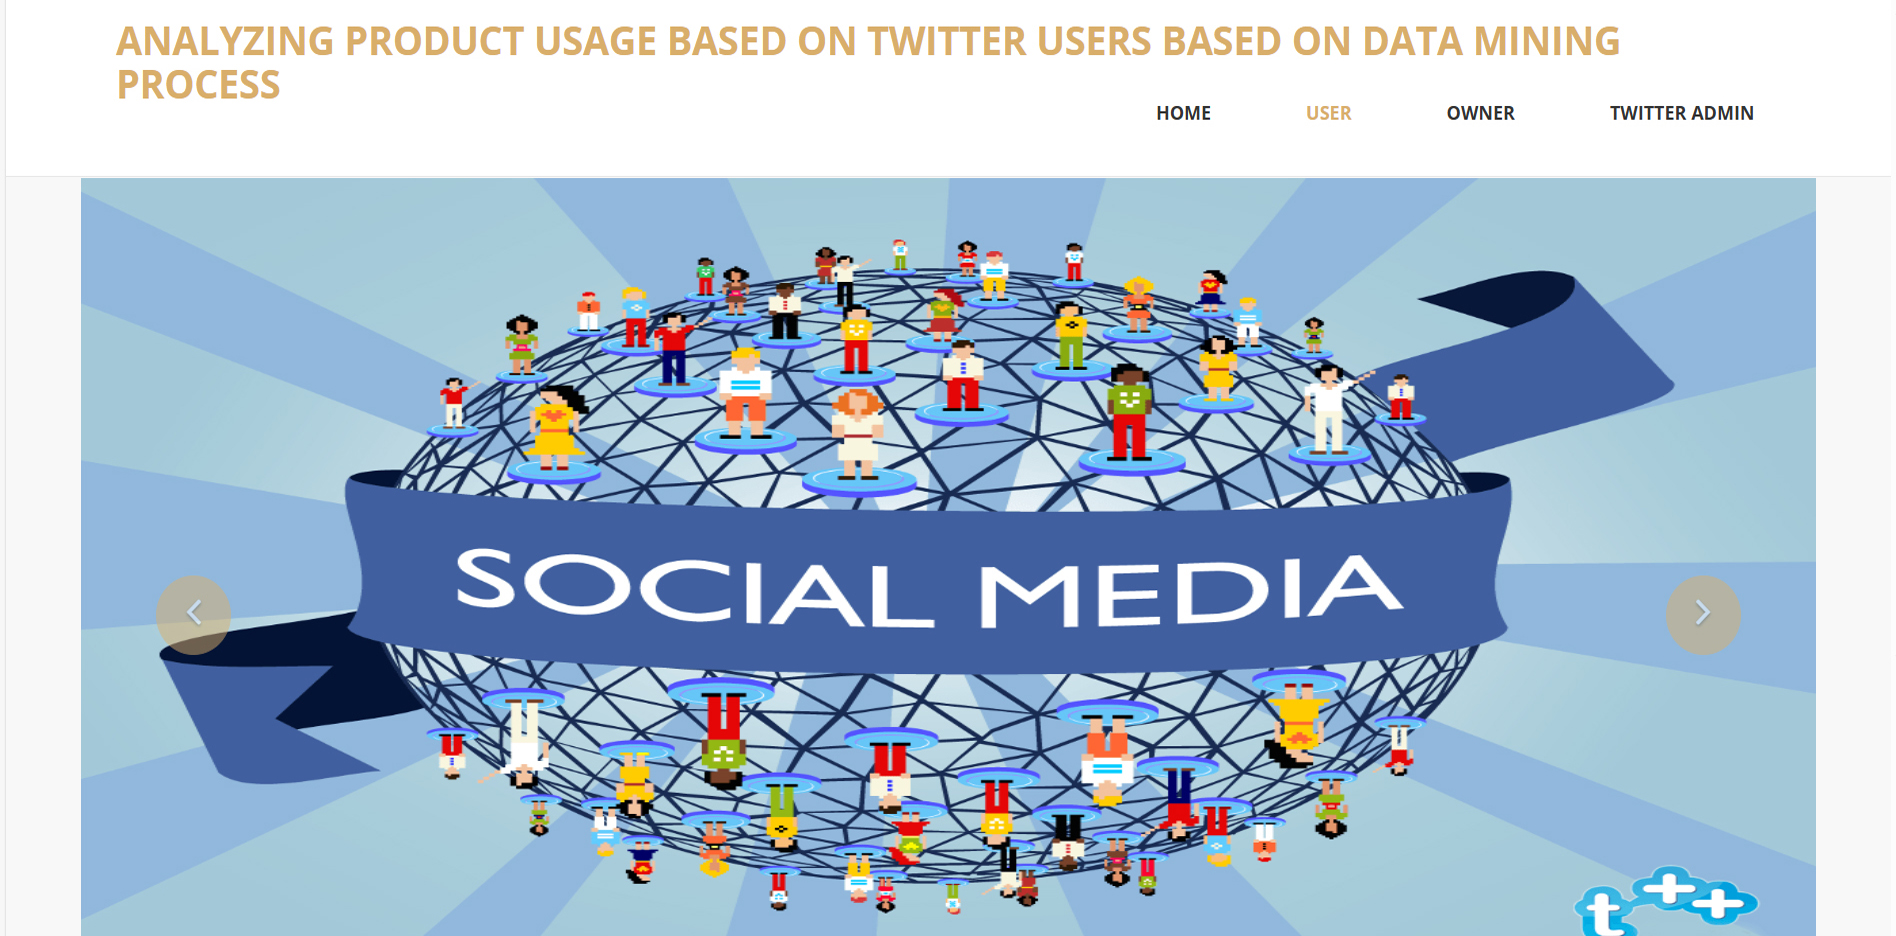 ANALYZING PRODUCT USAGE BASED ON TWITTER USERS BASED ON DATA MINING
PROCESS
HOME USER OWNER TWITTER ADMIN
SOCIAL MEDIA
t++